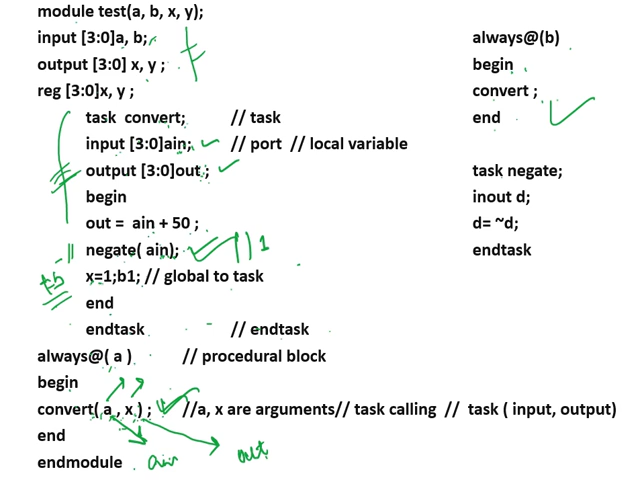 module test(a, b, x, y);
input [3:0]a, b;
output [3:0] x, y ;
reg [3:0]x, y ;
task convert; // task
input [3:0]ain; // port // local variable
output [3:0]out ;
begin
out = ain + 50 ;
negate( ain); 1
tb x=1;b1; // global to task
end
endtask // endtask
always@( a ) // procedural block
begin
convert( a , x ) ; //a, x are arguments// task calling // task ( input, output)
end
endmodule ain out
always@(b)
begin
convert ;
end
task negate;
inout d;
d= ~d;
endtask